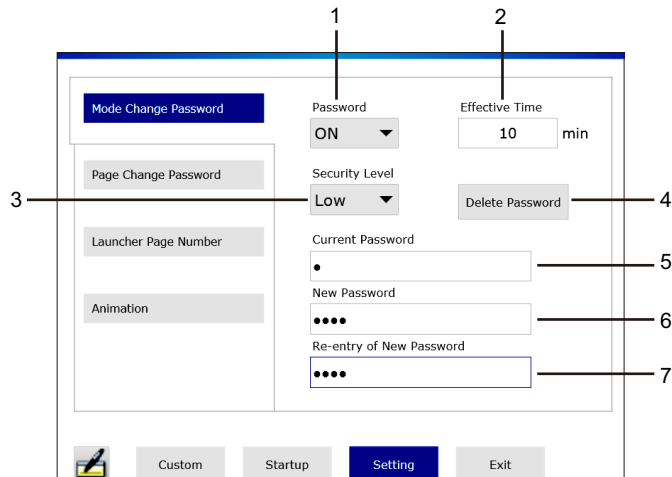 1 2
Mode Change Password
Password Effective Time
ON 10 min
Page Change Password
Security Level
3 Low Delete Password 4
Launcher Page Number
Current Password
● 5
New Password
Animation
●●●● 6
Re-entry of New Password
●●●● 7
Custom Startup Setting Exit